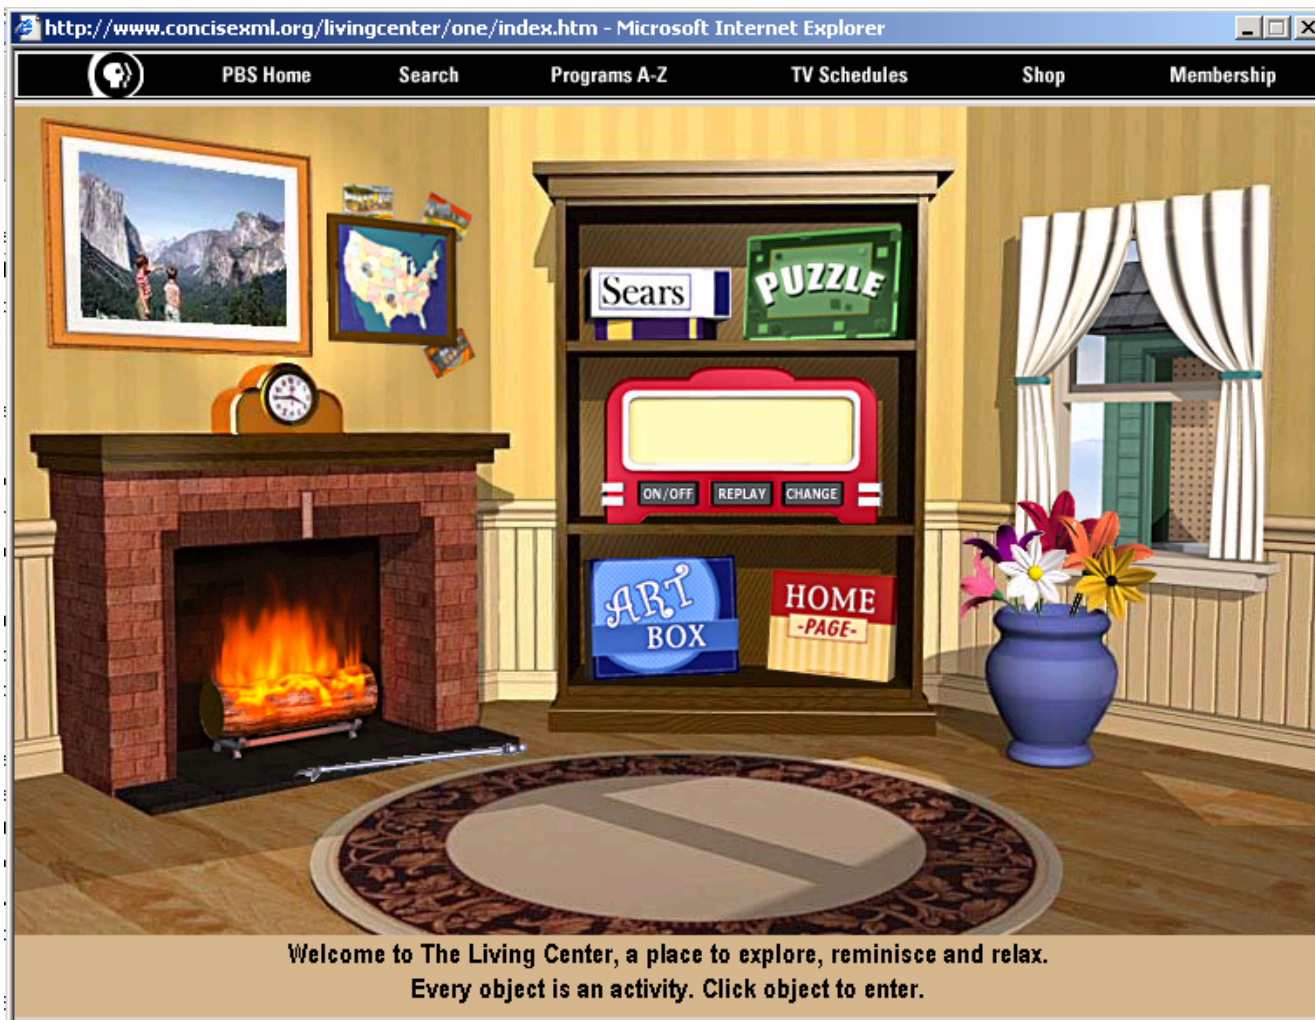 http://www.concisexml.org/livingcenter/one/index.htm - Microsoft Internet Explorer
PBS Home Search Programs A-Z TV Schedules Shop Membership
Sears
PUZZLE
ON/OFF REPLAY CHANGE
ART
BOX
HOME
-PAGE-
Welcome to The Living Center, a place to explore, reminisce and relax.
Every object is an activity. Click object to enter.